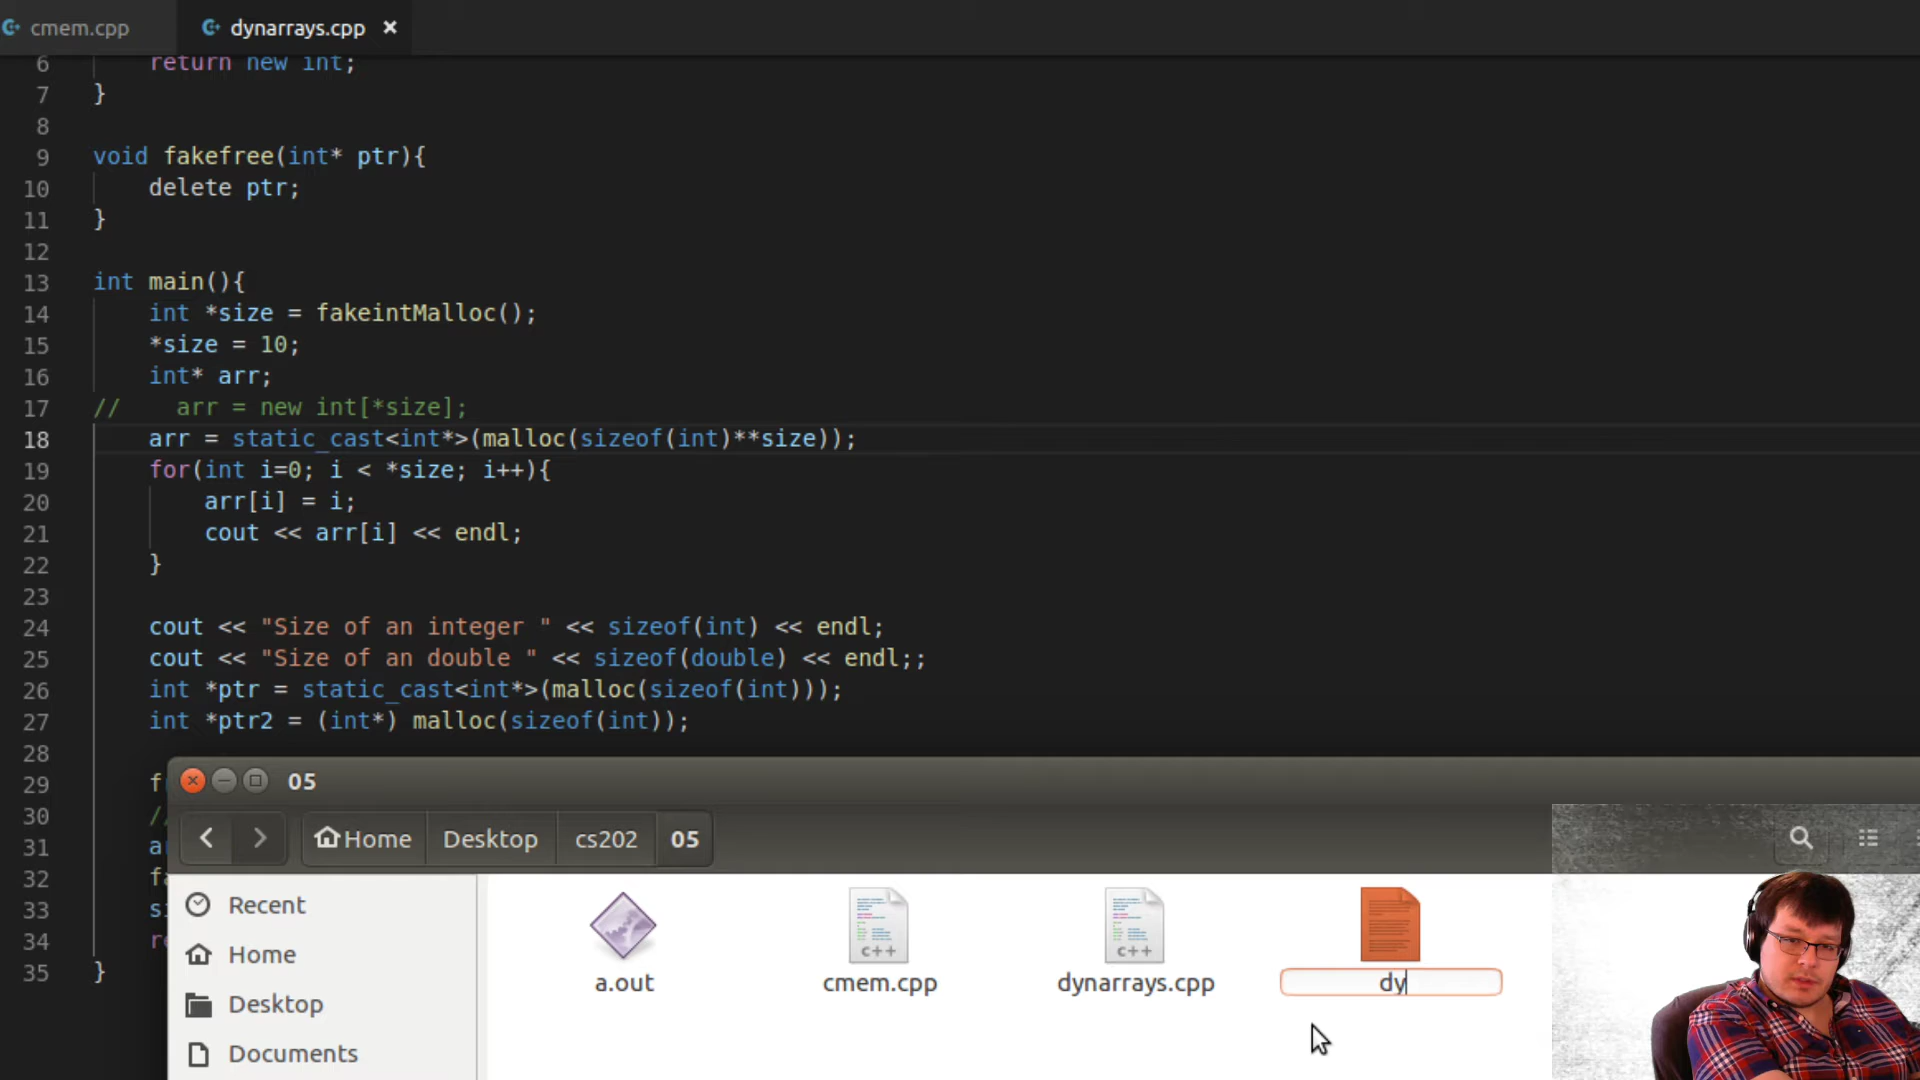 cmem.cpp
dynarrays.cpp ×
6 return new int;
7 }
8
9 void fakefree(int* ptr){
10 delete ptr;
11 }
12
13 int main(){
14 int *size = fakeintMalloc();
15 *size = 10;
16 int* arr;
17 // arr = new int[*size];
18 arr = static_cast<int*>(malloc(sizeof(int)**size));
19 for(int i=0; i < *size; i++){
20 arr[i] = i;
21 cout << arr[i] << endl;
22 }
23
24 cout << "Size of an integer " << sizeof(int) << endl;
25 cout << "Size of an double " << sizeof(double) << endl;;
26 int *ptr = static_cast<int*>(malloc(sizeof(int)));
27 int *ptr2 = (int*) malloc(sizeof(int));
28
29
30 /
31
32
33
34
35 }
05
Home Desktop cs202 05
Recent
Home
Desktop
Documents
a.out
c++
cmem.cpp
c++
dynarrays.cpp
dy